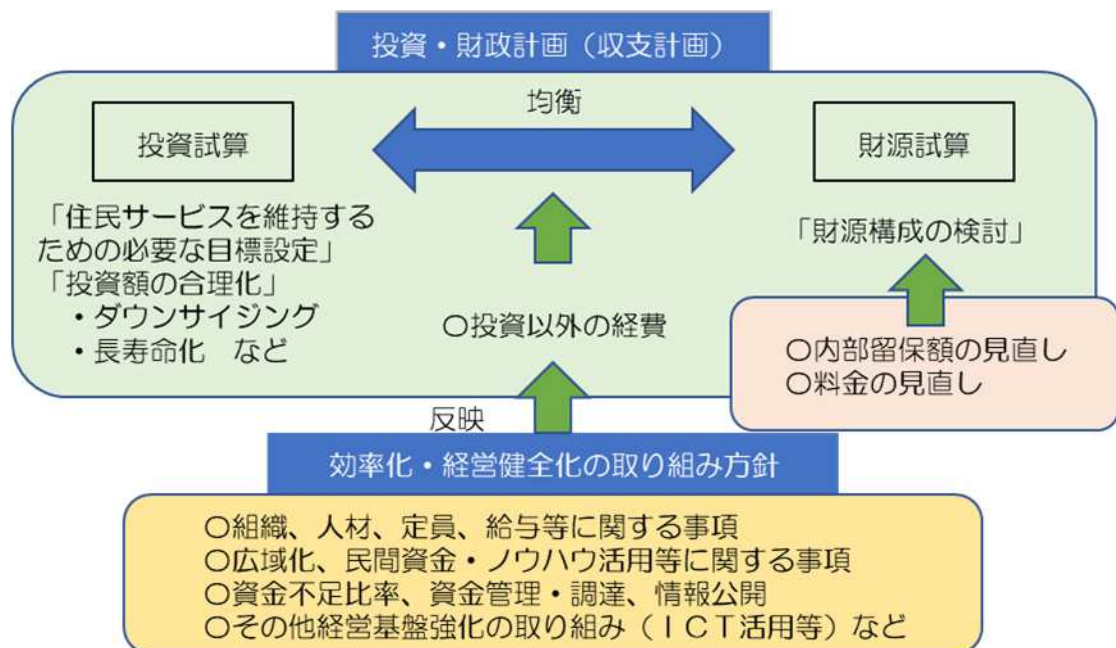 投資・財政計画（収支計画）
均衡
投資試算
財源試算
「住民サービスを維持する
ための必要な目標設定」
「投資額の合理化」
・ダウンサイジング
・長寿命化　など
「財源構成の検討」
〇投資以外の経費
〇内部留保額の見直し
〇料金の見直し
反映
効率化・経営健全化の取り組み方針
〇組織、人材、定員、給与等に関する事項
〇広域化、民間資金・ノウハウ活用等に関する事項
〇資金不足比率、資金管理・調達、情報公開
〇その他経営基盤強化の取り組み（ＩＣＴ活用等）など